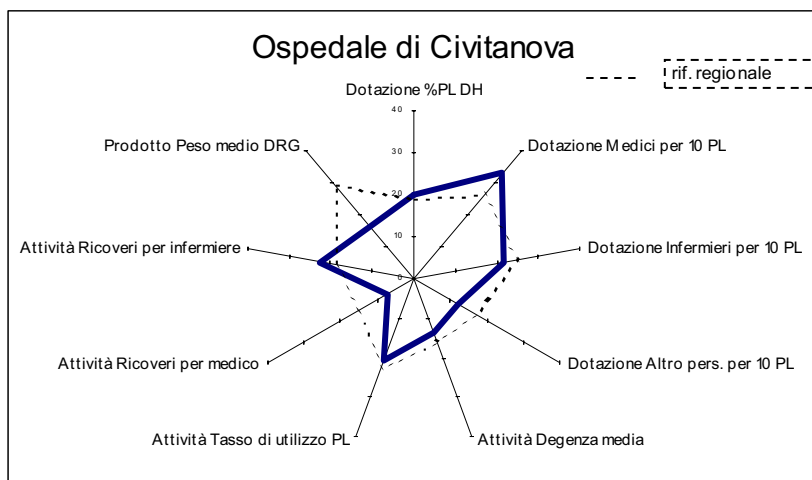 Ospedale di Civitanova
rif. regionale
Dotazione %PL DH
40
30
20
10
0
Prodotto Peso medio DRG
Dotazione Medici per 10 PL
Attività Ricoveri per infermiere
Dotazione Infermieri per 10 PL
Attività Ricoveri per medico
Dotazione Altro pers. per 10 PL
Attività Tasso di utilizzo PL
Attività Degenza media